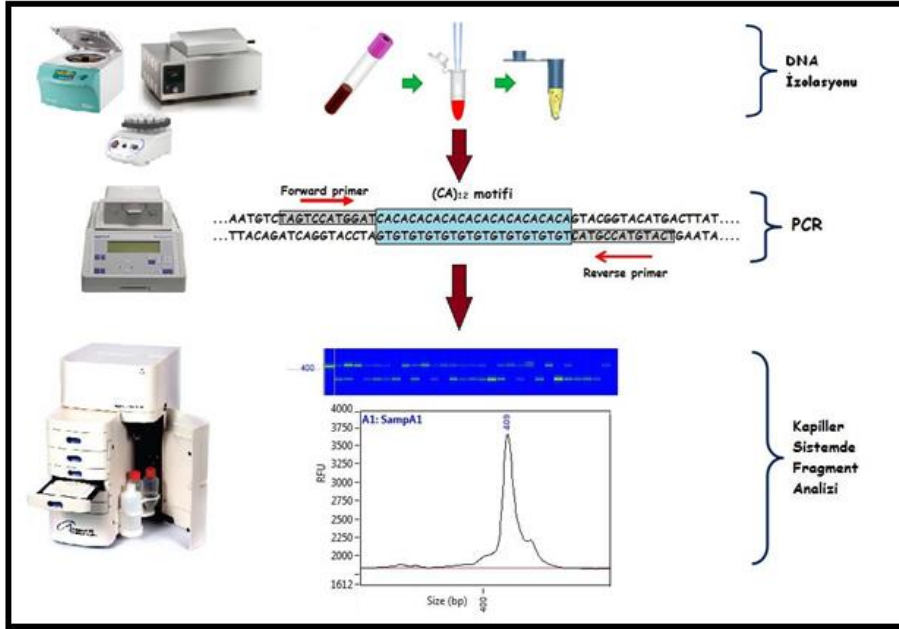 DNA
İzolasyonu
Forward primer
(CA)₁₂ motifi
...AATGTCTAGTCCATGGATCACACACACACACACACACACACAGTACGGTACATGACTTAT....
...TTACAGATCAGGTACCTAGTGTGTGTGTGTGTGTGTGTGTGTCATGCCATGTACTGAATA....
Reverse primer
PCR
400
A1: SampA1
409
4000
3750
3500
3250
3000
2750
2500
2250
2000
1612
RFU
Size (bp)
400
Kapiller
Sistemde
Fragment
Analizi